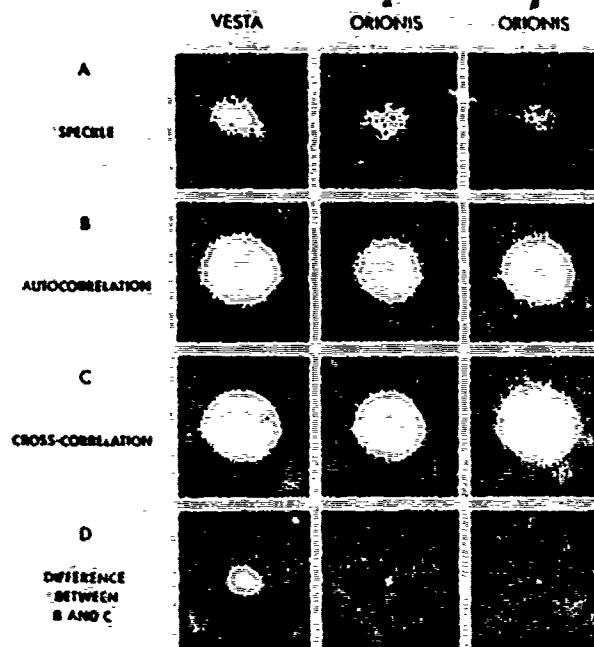 VESTA
α ORIONIS
β ORIONIS
A
SPECKLE
B
AUTOCORRELATION
C
CROSS-CORRELATION
D
DIFFERENCE
BETWEEN
B AND C